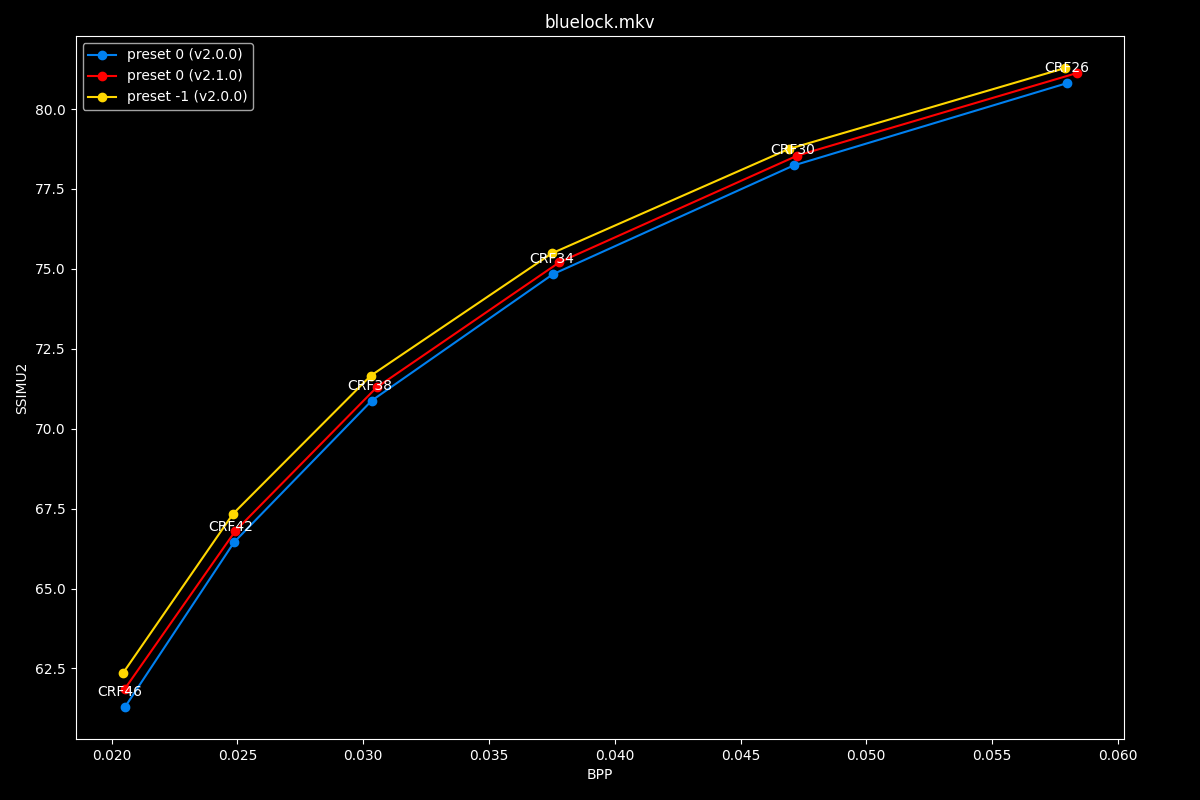 bluelock.mkv
preset 0 (v2.0.0)
preset 0 (v2.1.0)
preset -1 (v2.0.0)
CRF26
80.0
CRF30
77.5
CRF34
75.0
72.5
CRF38
SSIMU2
70.0
67.5
CRF42
65.0
62.5
CRF46
0.020 0.025 0.030 0.035 0.040 0.045 0.050 0.055 0.060
BPP